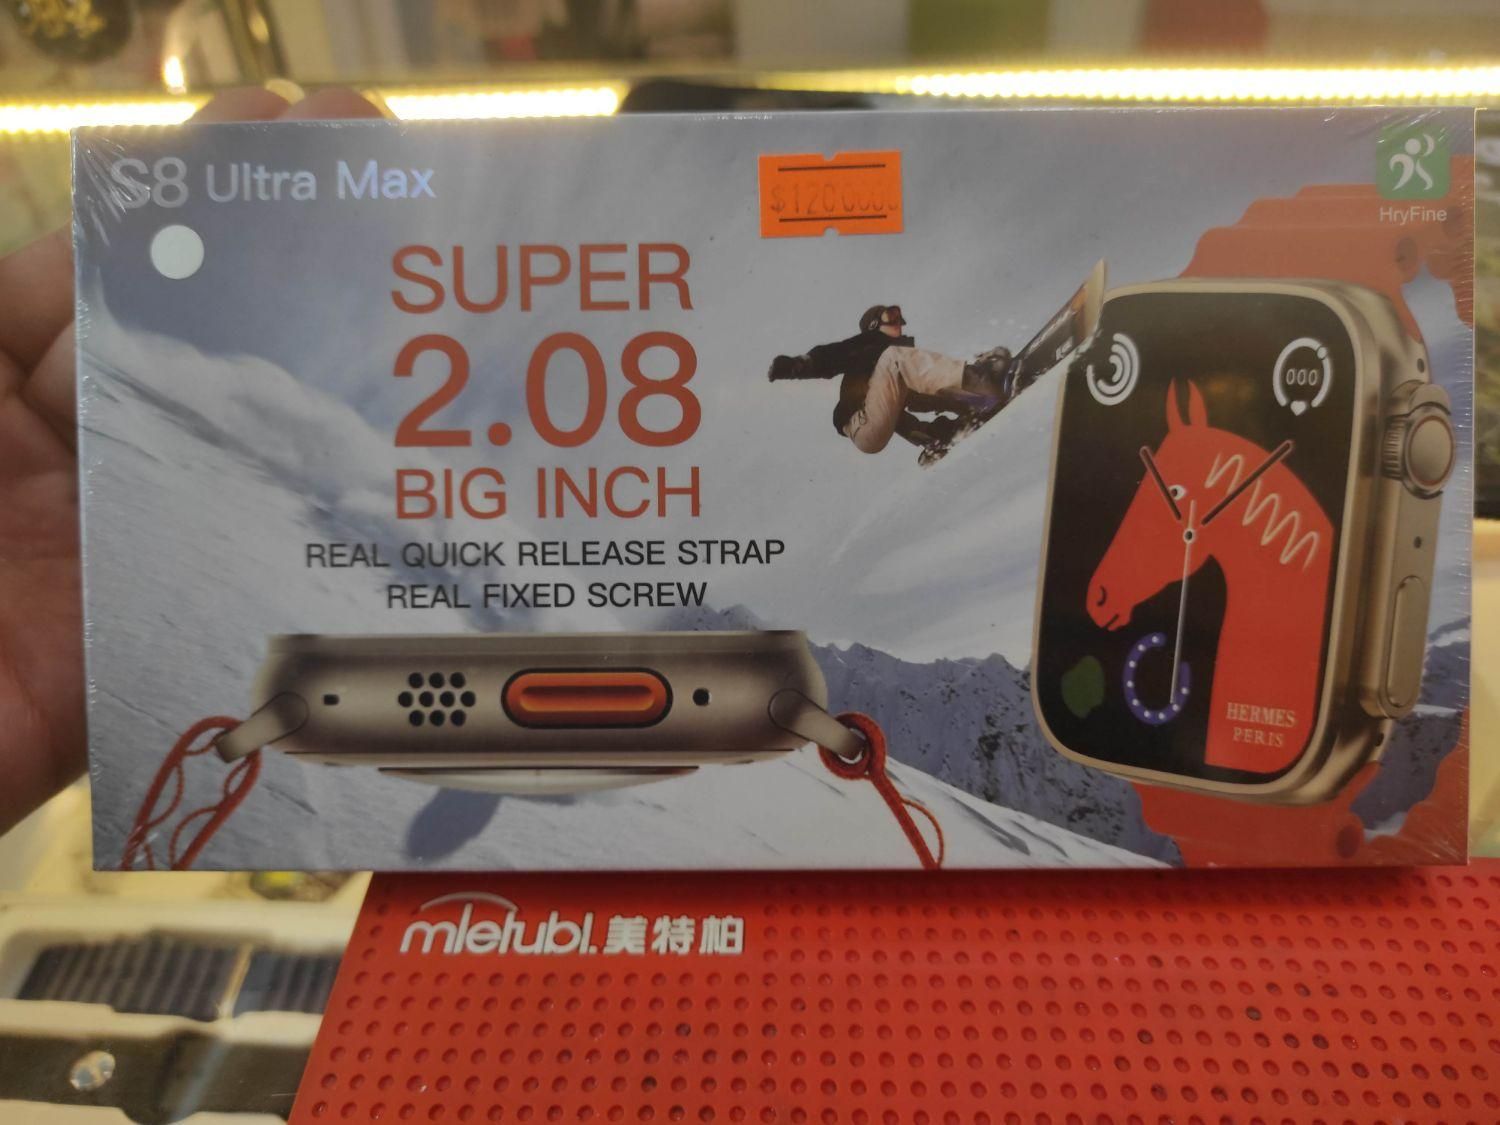 S8 Ultra Max
HryFine
SUPER
2.08
BIG INCH
REAL QUICK RELEASE STRAP
REAL FIXED SCREW
000
HERMES
PERIS
mletubl.美特柏